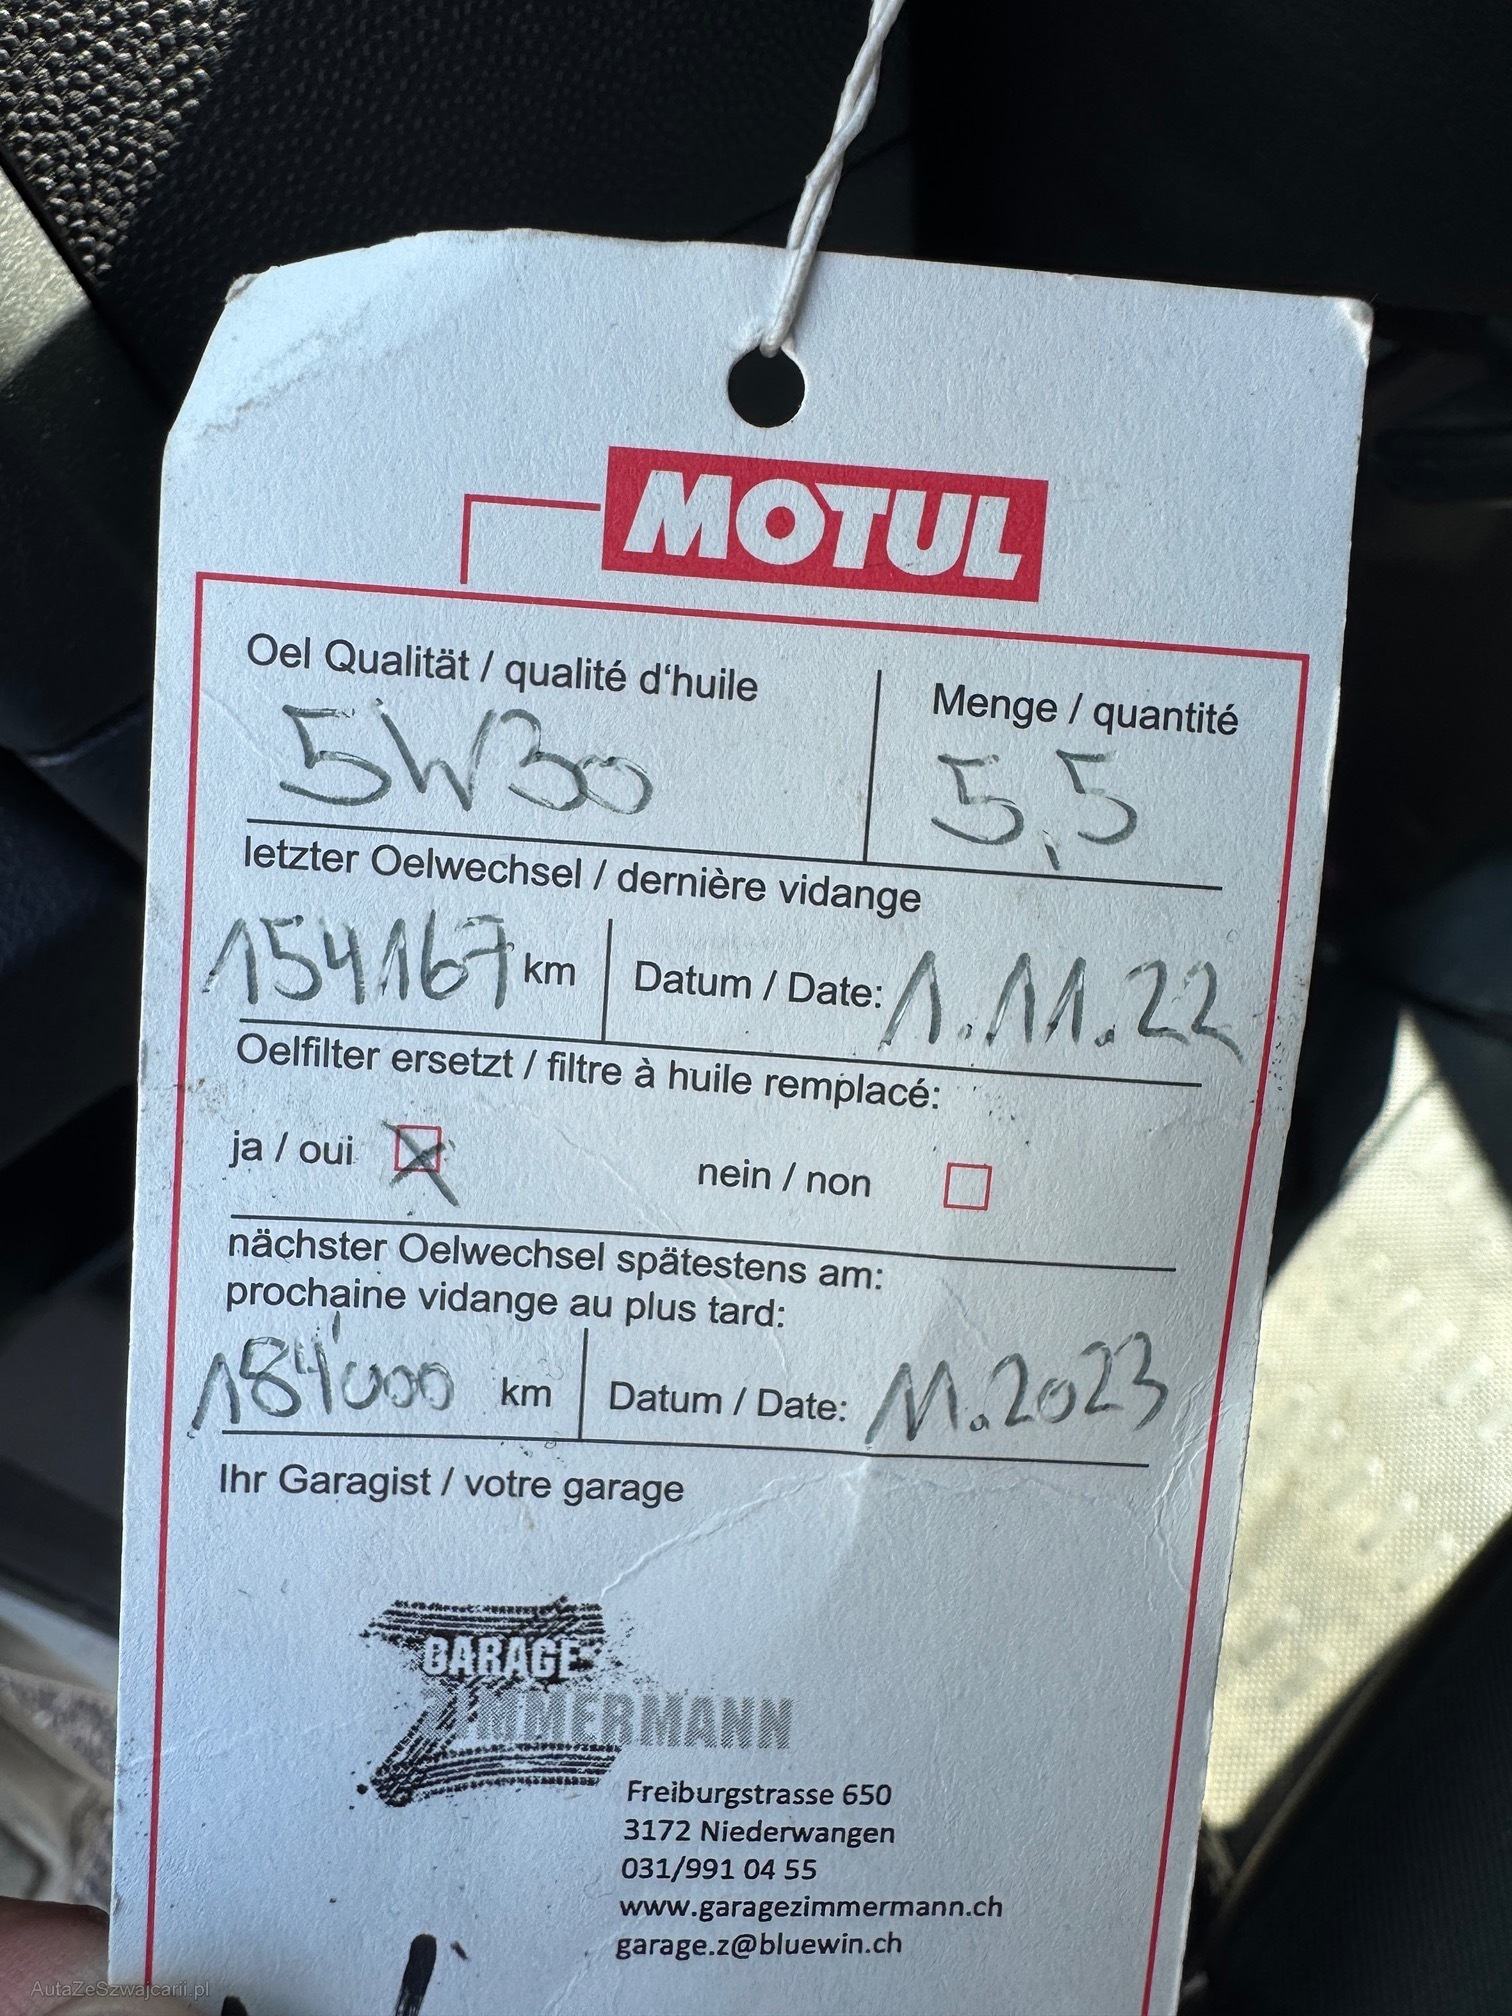 MOTUL
Oel Qualität / qualité d'huile
5W30
Menge / quantité
5,5
letzter Oelwechsel / dernière vidange
154167 km
Datum / Date: 1.11.22
Oelfilter ersetzt / filtre à huile remplacé:
ja / oui
nein / non
nächster Oelwechsel spätestens am:
prochaine vidange au plus tard:
184'000 km
Datum / Date: 11.2023
Ihr Garagist / votre garage
GARAGE
ZIMMERMANN
Freiburgstrasse 650
3172 Niederwangen
031/991 04 55
www.garagezimmermann.ch
garage.z@bluewin.ch
AutaZeSzwajcarii.pl